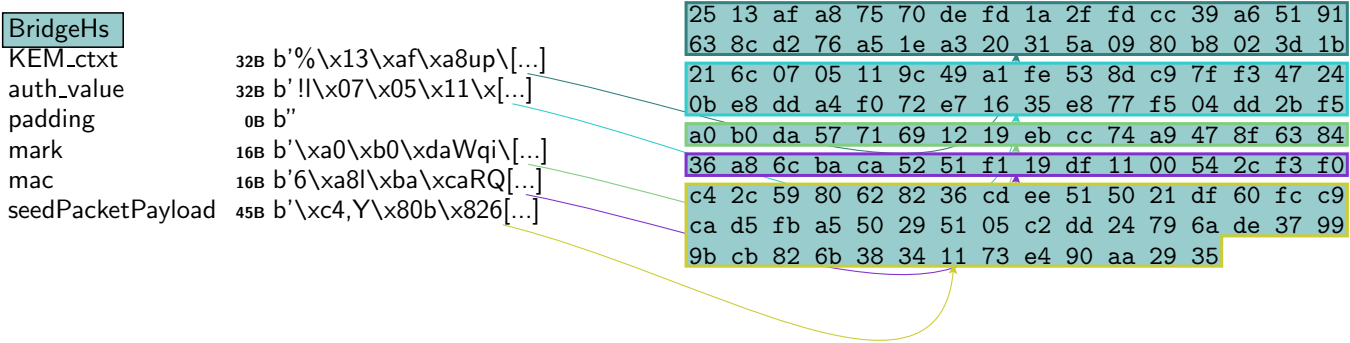 BridgeHs
KEM_ctxt 32B b'%\x13\xaf\xa8up\[...]
auth_value 32B b'!l\x07\x05\x11\x[...]
padding 0B b''
mark 16B b'\xa0\xb0\xdaWqi\[...]
mac 16B b'6\xa8l\xba\xcaRQ[...]
seedPacketPayload 45B b'\xc4,Y\x80b\x826[...]
25 13 af a8 75 70 de fd 1a 2f fd cc 39 a6 51 91
63 8c d2 76 a5 1e a3 20 31 5a 09 80 b8 02 3d 1b
21 6c 07 05 11 9c 49 a1 fe 53 8d c9 7f f3 47 24
0b e8 dd a4 f0 72 e7 16 35 e8 77 f5 04 dd 2b f5
a0 b0 da 57 71 69 12 19 eb cc 74 a9 47 8f 63 84
36 a8 6c ba ca 52 51 f1 19 df 11 00 54 2c f3 f0
c4 2c 59 80 62 82 36 cd ee 51 50 21 df 60 fc c9
ca d5 fb a5 50 29 51 05 c2 dd 24 79 6a de 37 99
9b cb 82 6b 38 34 11 73 e4 90 aa 29 35